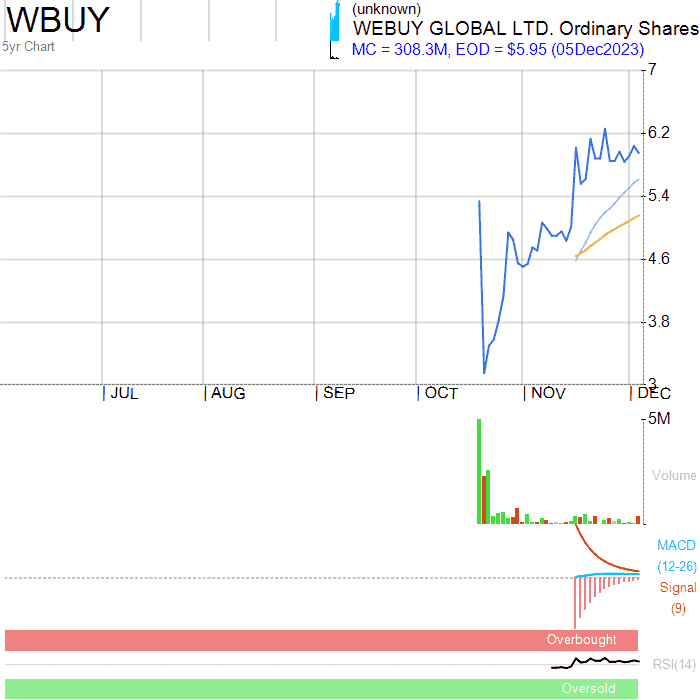 WBUY
(unknown)
WEBUY GLOBAL LTD. Ordinary Shares
5yr Chart
MC = 308.3M, EOD = $5.95 (05Dec2023)
7
6.2
5.4
4.6
3.8
3
JUL AUG SEP OCT NOV DEC
5M
Volume
MACD
(12-26)
Signal
(9)
Overbought
RSI(14)
Oversold